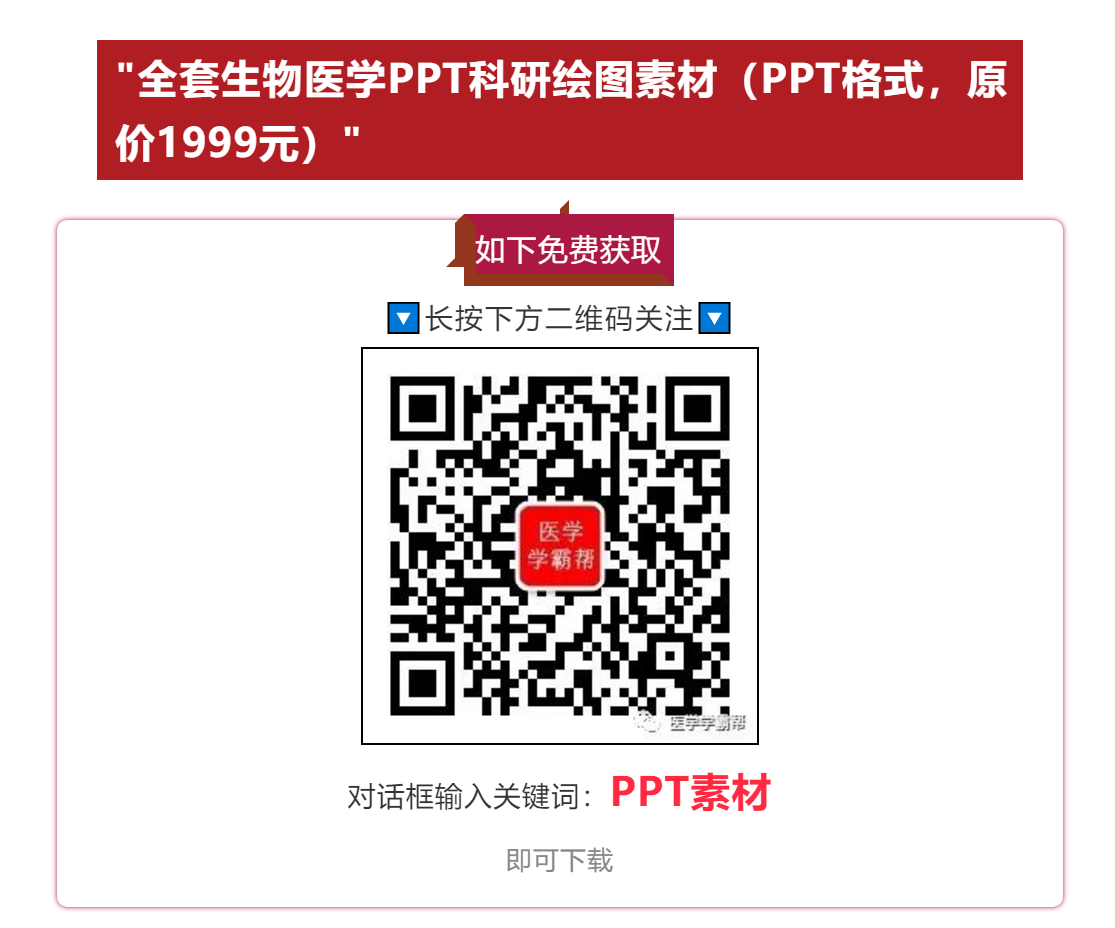 "全套生物医学PPT科研绘图素材（PPT格式，原
价1999元）"
如下免费获取
长按下方二维码关注
医学
学霸帮
医学学霸帮
对话框输入关键词：PPT素材
即可下载